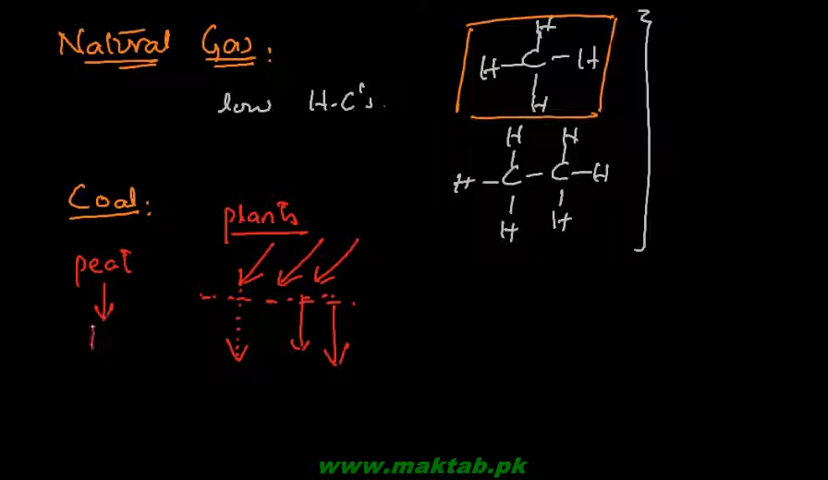 Natural Gas:
low H-C's.
H
H-C-H
H
H H
H-C-C-H
H H
Coal:
plants
peat
www.maktab.pk